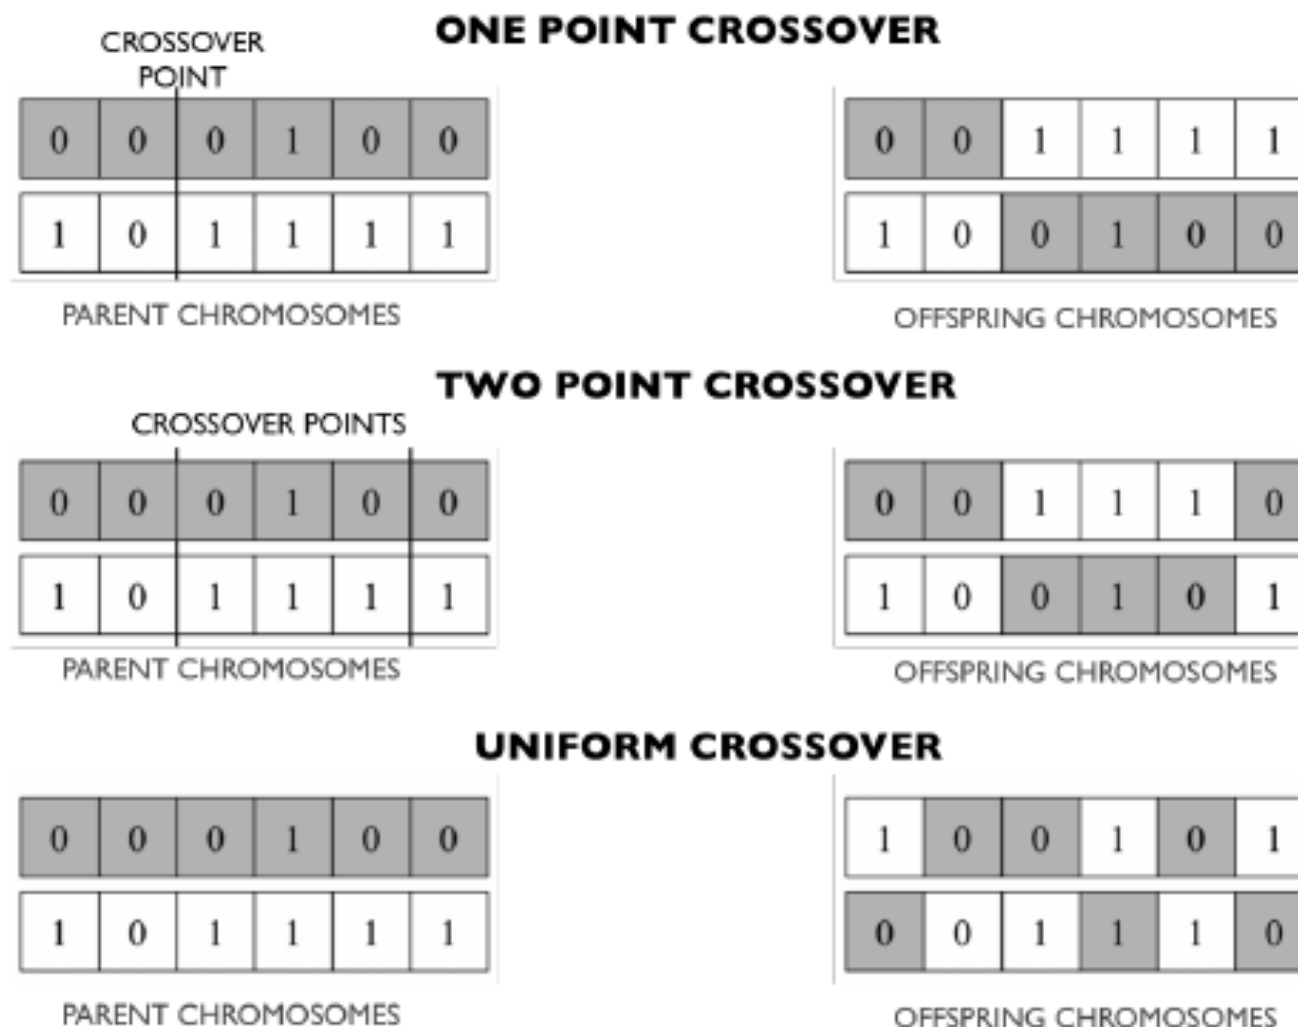 ONE POINT CROSSOVER
CROSSOVER
POINT
0 0 0 1 0 0
1 0 1 1 1 1
PARENT CHROMOSOMES
0 0 1 1 1 1
1 0 0 1 0 0
OFFSPRING CHROMOSOMES
TWO POINT CROSSOVER
CROSSOVER POINTS
0 0 0 1 0 0
1 0 1 1 1 1
PARENT CHROMOSOMES
0 0 1 1 1 0
1 0 0 1 0 1
OFFSPRING CHROMOSOMES
UNIFORM CROSSOVER
0 0 0 1 0 0
1 0 1 1 1 1
PARENT CHROMOSOMES
1 0 0 1 0 1
0 0 1 1 1 0
OFFSPRING CHROMOSOMES